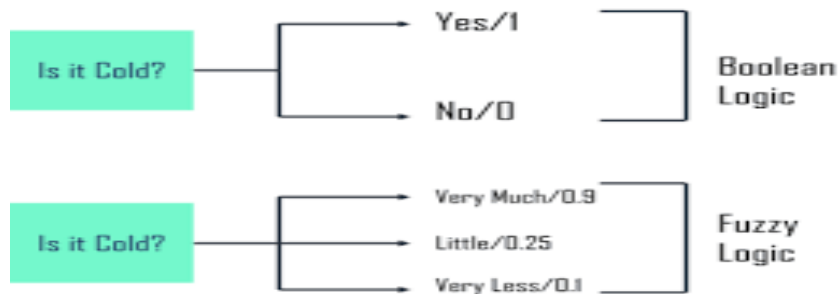 Is it Cold?
Yes/1
No/0
Boolean
Logic
Is it Cold?
Very Much/0.9
Little/0.25
Very Less/0.1
Fuzzy
Logic